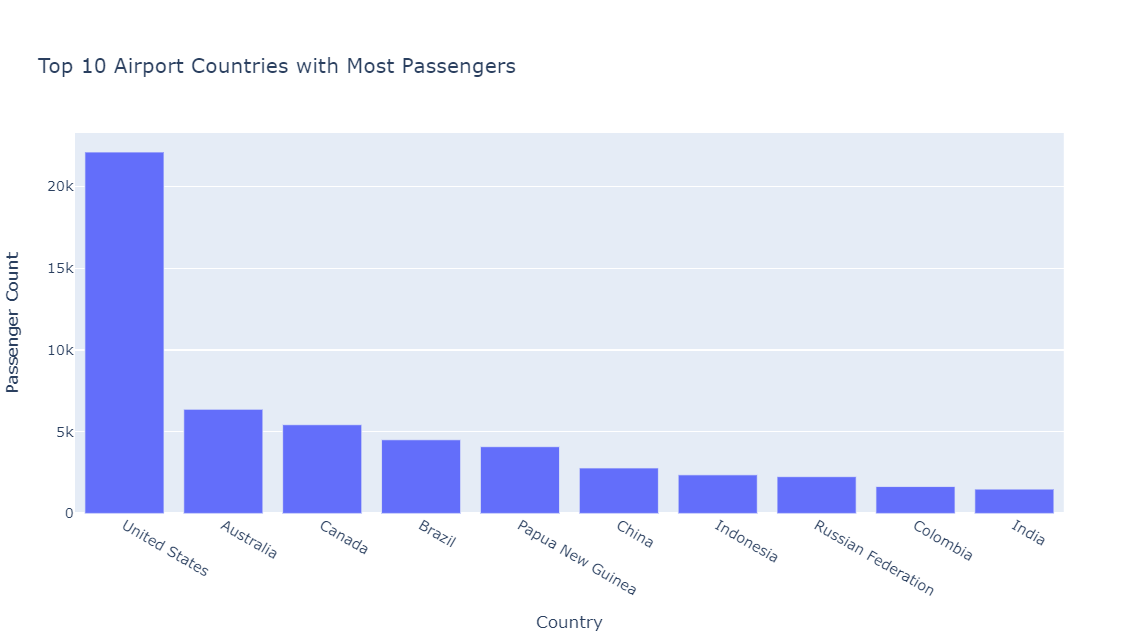 Top 10 Airport Countries with Most Passengers
Passenger Count
20k
15k
10k
5k
0
United States
Australia
Canada
Brazil
Papua New Guinea
China
Indonesia
Russian Federation
Colombia
India
Country